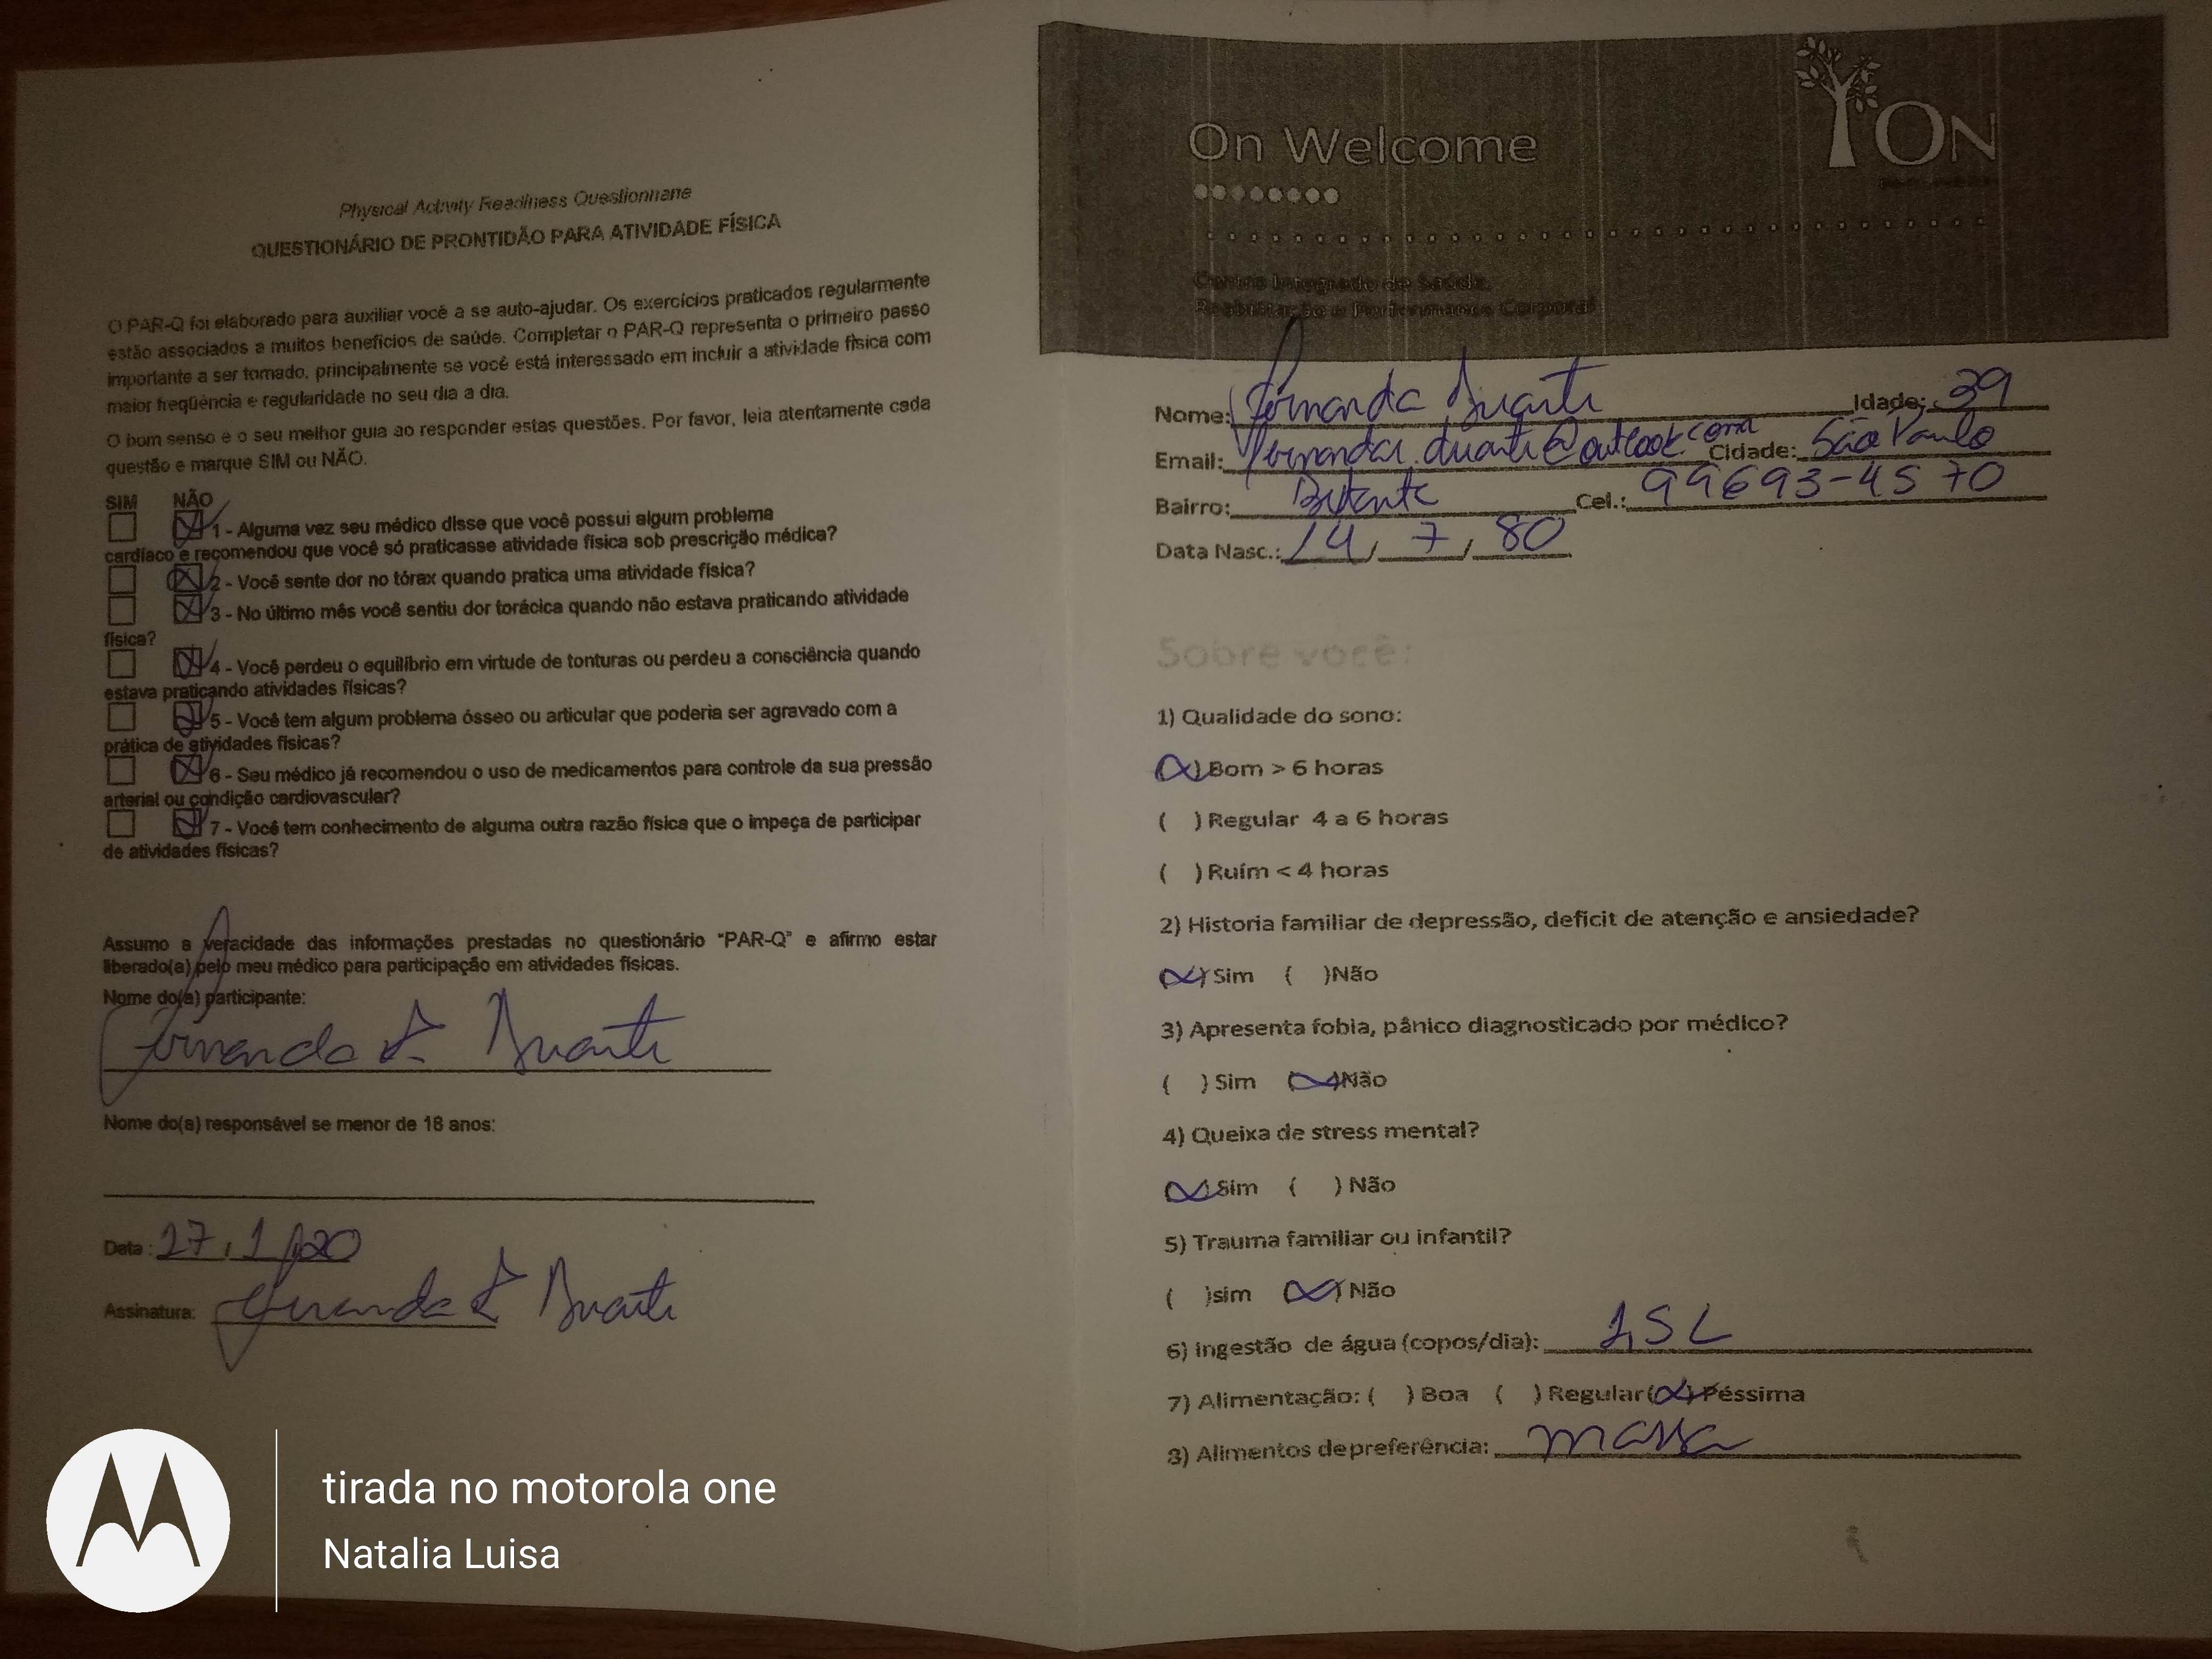 Physical Activity Readiness Questionnaire
QUESTIONÁRIO DE PRONTIDÃO PARA ATIVIDADE FÍSICA
O PAR-Q foi elaborado para auxiliar você a se auto-ajudar. Os exercícios praticados regularmente
estão associados a muitos benefícios de saúde. Completar o PAR-Q representa o primeiro passo
importante a ser tomado, principalmente se você está interessado em incluir a atividade física com
maior freqüência e regularidade no seu dia a dia.
O bom senso e o seu melhor guia ao responder estas questões. Por favor, leia atentamente cada
questão e marque SIM ou NÃO.
SIM NÃO
1 - Alguma vez seu médico disse que você possui algum problema
cardíaco e recomendou que você só praticasse atividade física sob prescrição médica?
2 - Você sente dor no tórax quando pratica uma atividade física?
3 - No último mês você sentiu dor torácica quando não estava praticando atividade
física?
4 - Você perdeu o equilíbrio em virtude de tonturas ou perdeu a consciência quando
estava praticando atividades físicas?
5 - Você tem algum problema ósseo ou articular que poderia ser agravado com a
prática de atividades físicas?
6 - Seu médico já recomendou o uso de medicamentos para controle da sua pressão
arterial ou condição cardiovascular?
7 - Você tem conhecimento de alguma outra razão física que o impeça de participar
de atividades físicas?
Assumo a veracidade das informações prestadas no questionário "PAR-Q" e afirmo estar
liberado(a) pelo meu médico para participação em atividades físicas.
Nome do(a) participante:
Fernanda R. Duarte
Nome do(a) responsável se menor de 18 anos:
Data: 27/1/20
Assinatura: Fernanda R Duarte
On Welcome
ON
Centro Integrado de Saúde,
Reabilitação e Performance Corporal
Nome: Fernanda Duarte Idade: 39
Email: fernandar.duarte@outlook.com Cidade: São Paulo
Bairro: Butanta Cel.: 99693-4570
Data Nasc.: 14/7/80
Sobre você:
1) Qualidade do sono:
(X) Bom > 6 horas
( ) Regular 4 a 6 horas
( ) Ruím < 4 horas
2) Historia familiar de depressão, deficit de atenção e ansiedade?
(X) Sim ( )Não
3) Apresenta fobia, pânico diagnosticado por médico?
( ) Sim (X)Não
4) Queixa de stress mental?
(X) Sim ( ) Não
5) Trauma familiar ou infantil?
( )sim (X) Não
6) Ingestão de água (copos/dia): 1,5 L
7) Alimentação: ( ) Boa ( ) Regular (X) Péssima
8) Alimentos de preferência: massa
tirada no motorola one
Natalia Luisa